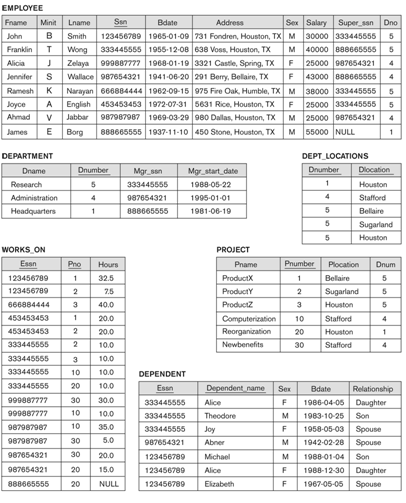 EMPLOYEE
Fname Minit Lname Ssn Bdate Address Sex Salary Super_ssn Dno
John B Smith 123456789 1965-01-09 731 Fondren, Houston, TX M 30000 333445555 5
Franklin T Wong 333445555 1955-12-08 638 Voss, Houston, TX M 40000 888665555 5
Alicia J Zelaya 999887777 1968-01-19 3321 Castle, Spring, TX F 25000 987654321 4
Jennifer S Wallace 987654321 1941-06-20 291 Berry, Bellaire, TX F 43000 888665555 4
Ramesh K Narayan 666884444 1962-09-15 975 Fire Oak, Humble, TX M 38000 333445555 5
Joyce A English 453453453 1972-07-31 5631 Rice, Houston, TX F 25000 333445555 5
Ahmad V Jabbar 987987987 1969-03-29 980 Dallas, Houston, TX M 25000 987654321 4
James E Borg 888665555 1937-11-10 450 Stone, Houston, TX M 55000 NULL 1
DEPARTMENT
Dname Dnumber Mgr_ssn Mgr_start_date
Research 5 333445555 1988-05-22
Administration 4 987654321 1995-01-01
Headquarters 1 888665555 1981-06-19
DEPT_LOCATIONS
Dnumber Dlocation
1 Houston
4 Stafford
5 Bellaire
5 Sugarland
5 Houston
WORKS_ON
Essn Pno Hours
123456789 1 32.5
123456789 2 7.5
666884444 3 40.0
453453453 1 20.0
453453453 2 20.0
333445555 2 10.0
333445555 3 10.0
333445555 10 10.0
333445555 20 10.0
999887777 30 30.0
999887777 10 10.0
987987987 10 35.0
987987987 30 5.0
987654321 30 20.0
987654321 20 15.0
888665555 20 NULL
PROJECT
Pname Pnumber Plocation Dnum
ProductX 1 Bellaire 5
ProductY 2 Sugarland 5
ProductZ 3 Houston 5
Computerization 10 Stafford 4
Reorganization 20 Houston 1
Newbenefits 30 Stafford 4
DEPENDENT
Essn Dependent_name Sex Bdate Relationship
333445555 Alice F 1986-04-05 Daughter
333445555 Theodore M 1983-10-25 Son
333445555 Joy F 1958-05-03 Spouse
987654321 Abner M 1942-02-28 Spouse
123456789 Michael M 1988-01-04 Son
123456789 Alice F 1988-12-30 Daughter
123456789 Elizabeth F 1967-05-05 Spouse